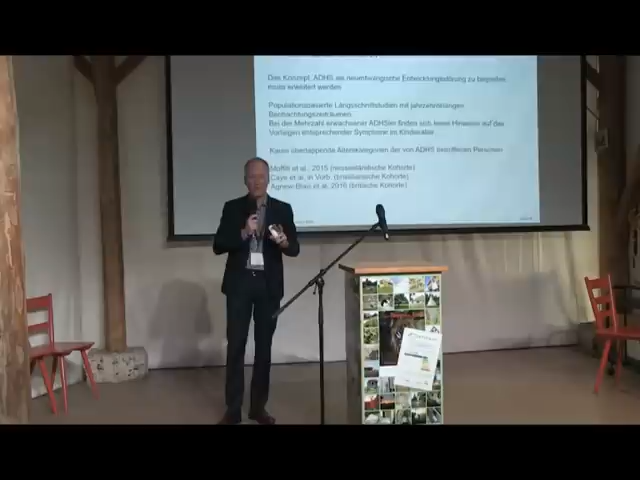 Das Konzept, ADHS als neurobiologische Entwicklungsstörung zu begreifen
muss erweitert werden
Populationsbasierte Längsschnittstudien mit jahrzehntelangen
Beobachtungszeiträumen
Bei der Mehrzahl erwachsener ADHSler finden sich keine Hinweise auf das
Vorliegen entsprechender Symptome im Kindesalter
Kaum überlappende Alterskategorien der von ADHS betroffenen Personen
Moffitt et al., 2015 (neuseeländische Kohorte)
Caye et al, in Vorb. (brasilianische Kohorte)
Agnew-Blais et al, 2016 (britische Kohorte)